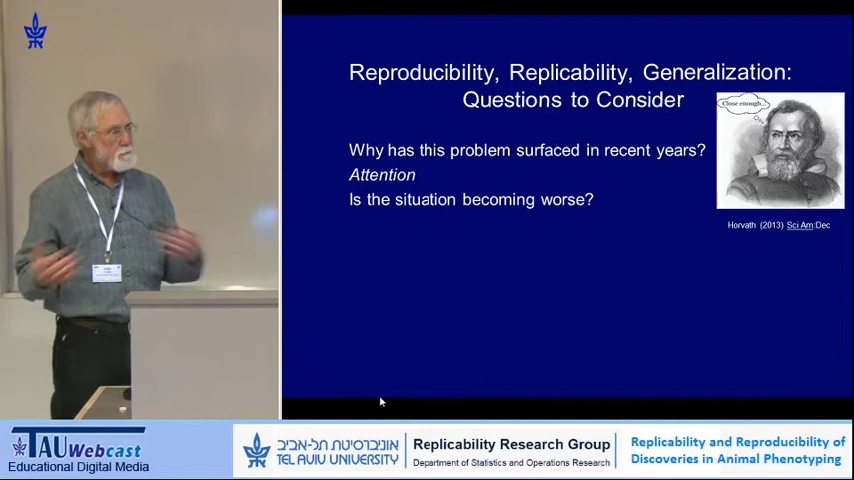 Reproducibility, Replicability, Generalization:
Questions to Consider
Close enough...
Why has this problem surfaced in recent years?
Attention
Is the situation becoming worse?
Horvath (2013) Sci Am:Dec
TAU Webcast
Educational Digital Media
אוניברסיטת תל-אביב
TEL AVIV UNIVERSITY
Replicability Research Group
Department of Statistics and Operations Research
Replicability and Reproducibility of
Discoveries in Animal Phenotyping